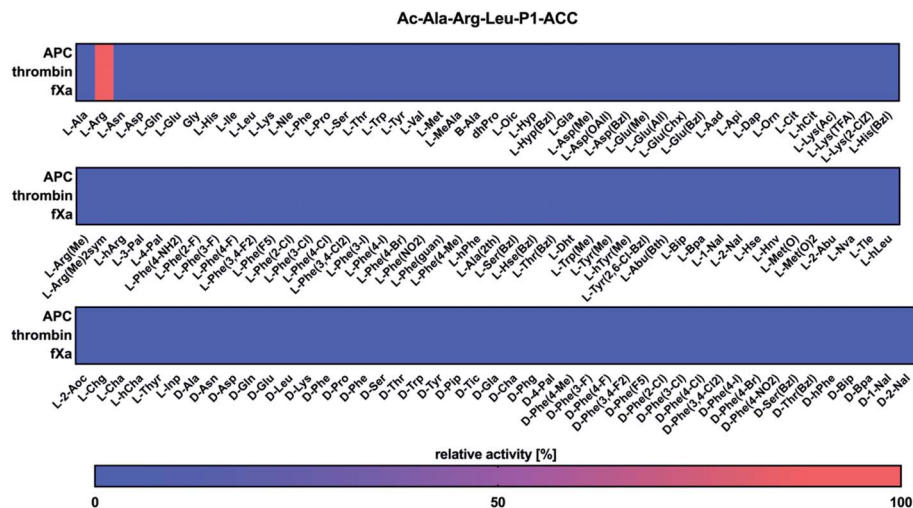 Ac-Ala-Arg-Leu-P1-ACC
APC
thrombin
fXa
L-Ala
L-Arg
L-Asn
L-Asp
L-Gln
L-Glu
Gly
L-His
L-Ile
L-Leu
L-Lys
L-Nle
L-Phe
L-Pro
L-Ser
L-Thr
L-Trp
L-Tyr
L-Val
L-Met
L-MeAla
B-Ala
dhPro
L-Oic
L-Hyp
L-Hyp(Bzl)
L-Gla
L-Asp(Me)
L-Asp(OAll)
L-Asp(Bzl)
L-Glu(Me)
L-Glu(All)
L-Glu(Chx)
L-Glu(Bzl)
L-Aad
L-Api
L-Dap
L-Orn
L-Cit
L-hCit
L-Lys(Ac)
L-Lys(TFA)
L-Lys(2-ClZ)
L-His(Bzl)
APC
thrombin
fXa
L-Arg(Me)
L-Arg(Me)2sym
L-hArg
L-3-Pal
L-4-Pal
L-Phe(4-NH2)
L-Phe(2-F)
L-Phe(3-F)
L-Phe(4-F)
L-Phe(3,4-F2)
L-Phe(F5)
L-Phe(2-Cl)
L-Phe(3-Cl)
L-Phe(4-Cl)
L-Phe(3,4-Cl2)
L-Phe(3-I)
L-Phe(4-I)
L-Phe(4-Br)
L-Phe(NO2)
L-Phe(guan)
L-Phe(4-Me)
L-hPhe
L-Ala(2th)
L-Ser(Bzl)
L-Hse(Bzl)
L-Thr(Bzl)
L-Dht
L-Trp(Me)
L-Tyr(Me)
L-hTyr(Me)
L-Tyr(2,6-Cl-Bzl)
L-Abu(Bth)
L-Bip
L-Bpa
L-1-Nal
L-2-Nal
L-Hse
L-Hnv
L-Met(O)
L-Met(O)2
L-2-Abu
L-Nva
L-Tle
L-hLeu
APC
thrombin
fXa
L-2-Aoc
L-Chg
L-Cha
L-hCha
L-Thyr
L-Inp
D-Ala
D-Asn
D-Asp
D-Gln
D-Glu
D-Leu
D-Lys
D-Phe
D-Pro
D-Phe
D-Ser
D-Thr
D-Trp
D-Tyr
D-Pip
D-Tic
D-Gla
D-Cha
D-Phg
D-4-Pal
D-Phe(4-Me)
D-Phe(3-F)
D-Phe(4-F)
D-Phe(3,4-F2)
D-Phe(F5)
D-Phe(2-Cl)
D-Phe(3-Cl)
D-Phe(4-Cl)
D-Phe(3,4-Cl2)
D-Phe(4-I)
D-Phe(4-Br)
D-Phe(4-NO2)
D-Ser(Bzl)
D-Thr(Bzl)
D-hPhe
D-Bip
D-Bpa
D-1-Nal
D-2-Nal
relative activity [%]
0
50
100